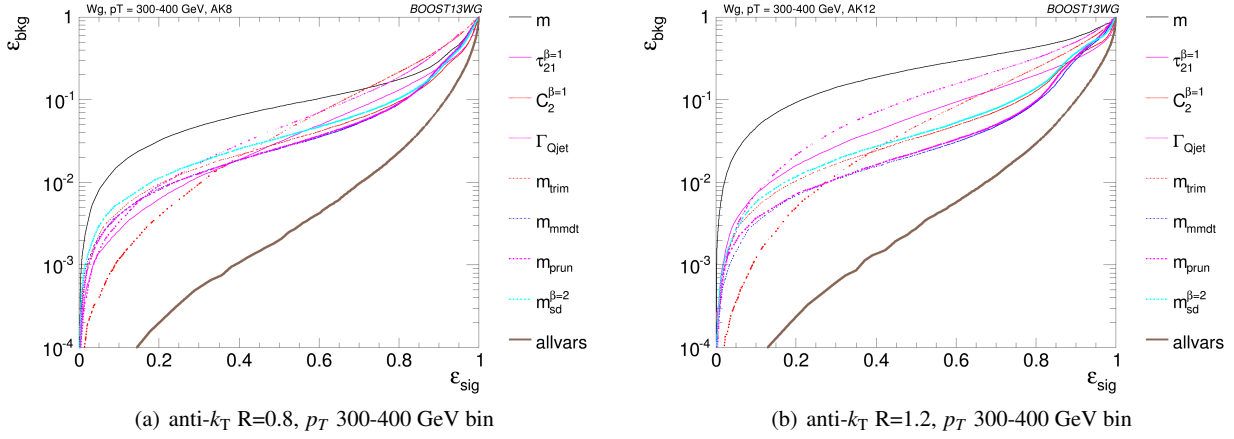 Wg, pT = 300-400 GeV, AK8 BOOST13WG
ε_bkg
1
10⁻¹
10⁻²
10⁻³
10⁻⁴
0 0.2 0.4 0.6 0.8 1
ε_sig
m
τ₂₁^β=1
C₂^β=1
Γ_Qjet
m_trim
m_mmdt
m_prun
m_sd^β=2
allvars
(a) anti-k_T R=0.8, p_T 300-400 GeV bin
Wg, pT = 300-400 GeV, AK12 BOOST13WG
ε_bkg
1
10⁻¹
10⁻²
10⁻³
10⁻⁴
0 0.2 0.4 0.6 0.8 1
ε_sig
m
τ₂₁^β=1
C₂^β=1
Γ_Qjet
m_trim
m_mmdt
m_prun
m_sd^β=2
allvars
(b) anti-k_T R=1.2, p_T 300-400 GeV bin